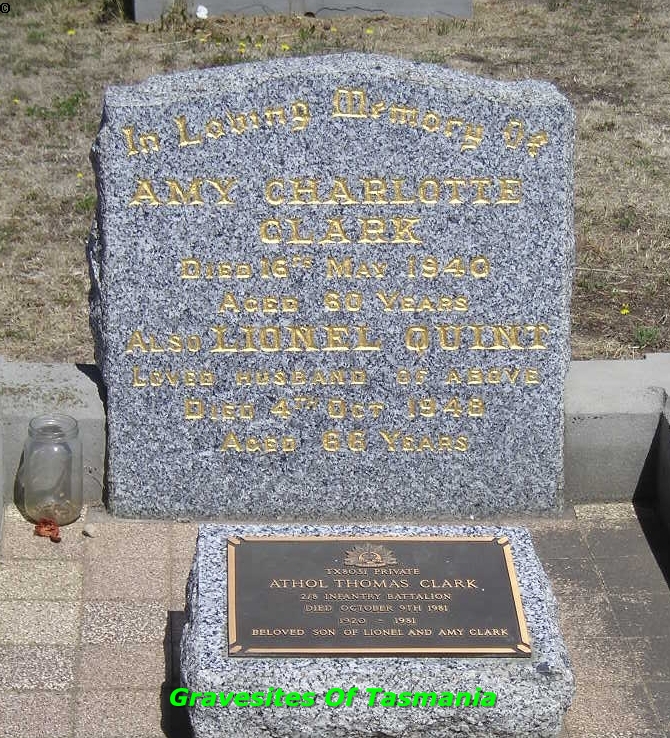 ©
In Loving Memory Of
AMY CHARLOTTE
CLARK
DIED 16TH MAY 1940
AGED 60 YEARS
ALSO LIONEL QUINT
LOVED HUSBAND OF ABOVE
DIED 4TH OCT 1948
AGED 66 YEARS
TX8031 PRIVATE
ATHOL THOMAS CLARK
2/8 INFANTRY BATTALION
DIED OCTOBER 9TH 1981
1920 - 1981
BELOVED SON OF LIONEL AND AMY CLARK
Gravesites Of Tasmania